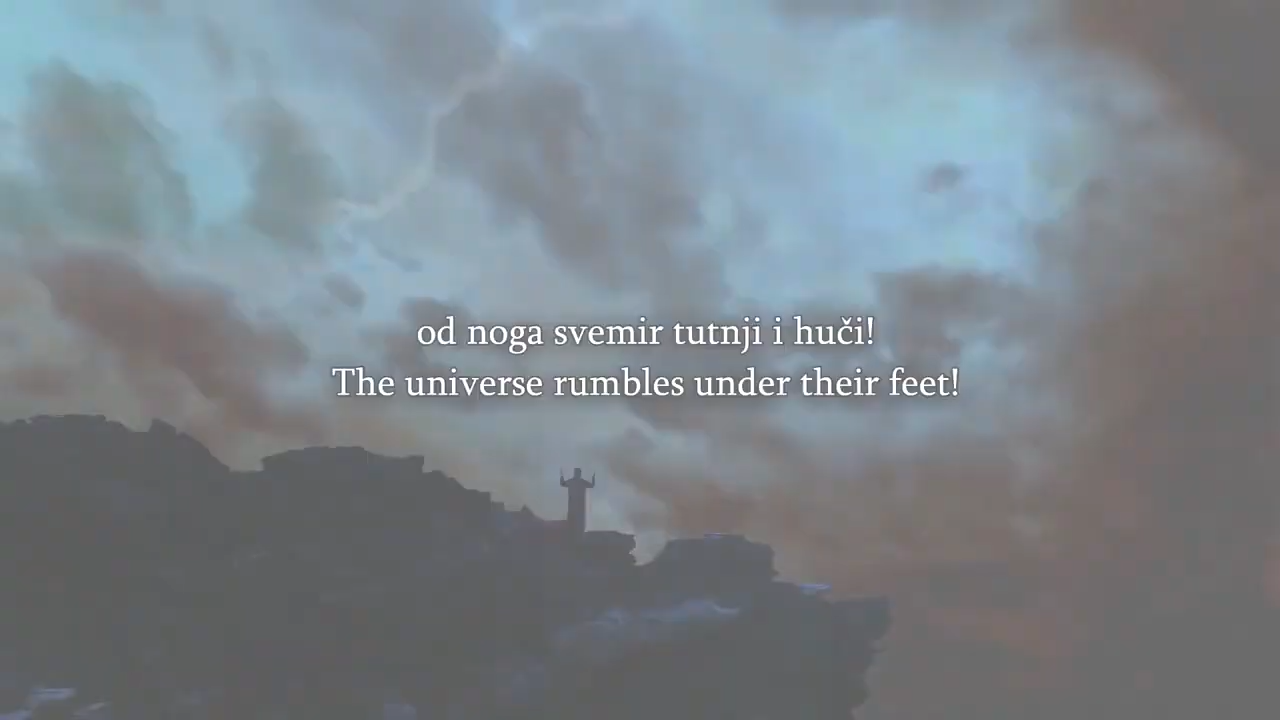 od noga svemir tutnji i huči!
The universe rumbles under their feet!